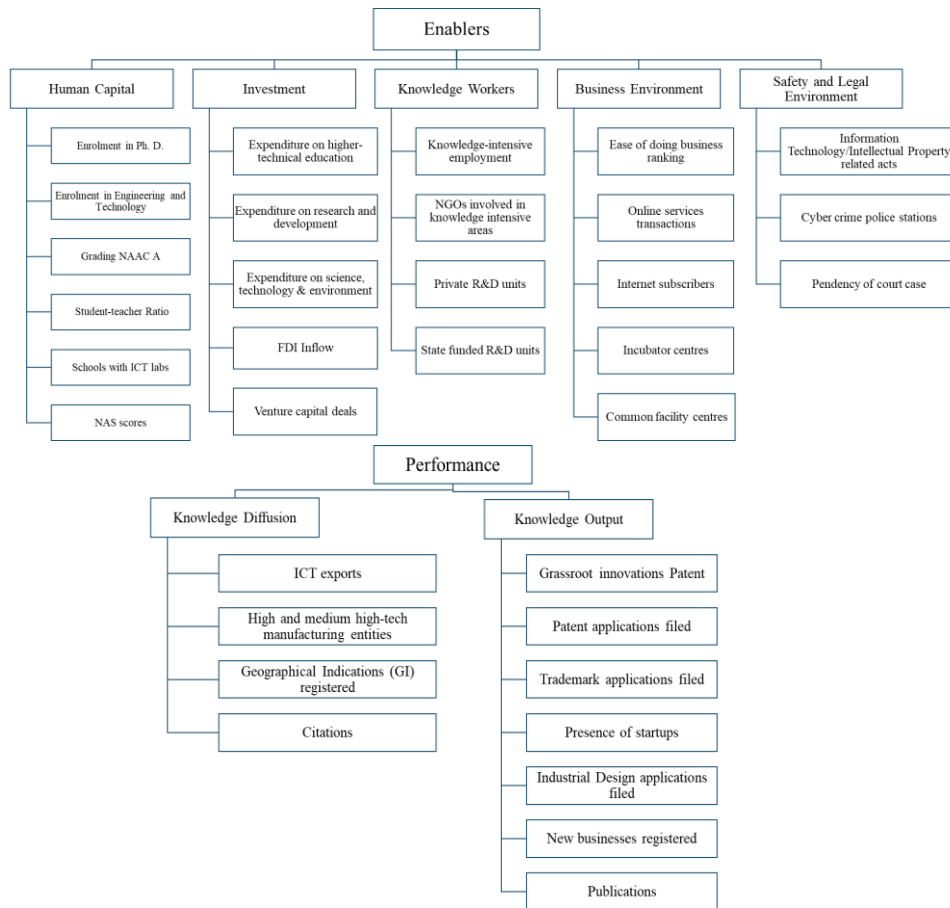 Enablers
Human Capital
Investment
Knowledge Workers
Business Environment
Safety and Legal
Environment
Enrolment in Ph. D.
Enrolment in Engineering and
Technology
Grading NAAC A
Student-teacher Ratio
Schools with ICT labs
NAS scores
Expenditure on higher-
technical education
Expenditure on research and
development
Expenditure on science,
technology & environment
FDI Inflow
Venture capital deals
Knowledge-intensive
employment
NGOs involved in
knowledge intensive
areas
Private R&D units
State funded R&D units
Ease of doing business
ranking
Online services
transactions
Internet subscribers
Incubator centres
Common facility centres
Information
Technology/Intellectual Property
related acts
Cyber crime police stations
Pendency of court case
Performance
Knowledge Diffusion
ICT exports
High and medium high-tech
manufacturing entities
Geographical Indications (GI)
registered
Citations
Knowledge Output
Grassroot innovations Patent
Patent applications filed
Trademark applications filed
Presence of startups
Industrial Design applications
filed
New businesses registered
Publications